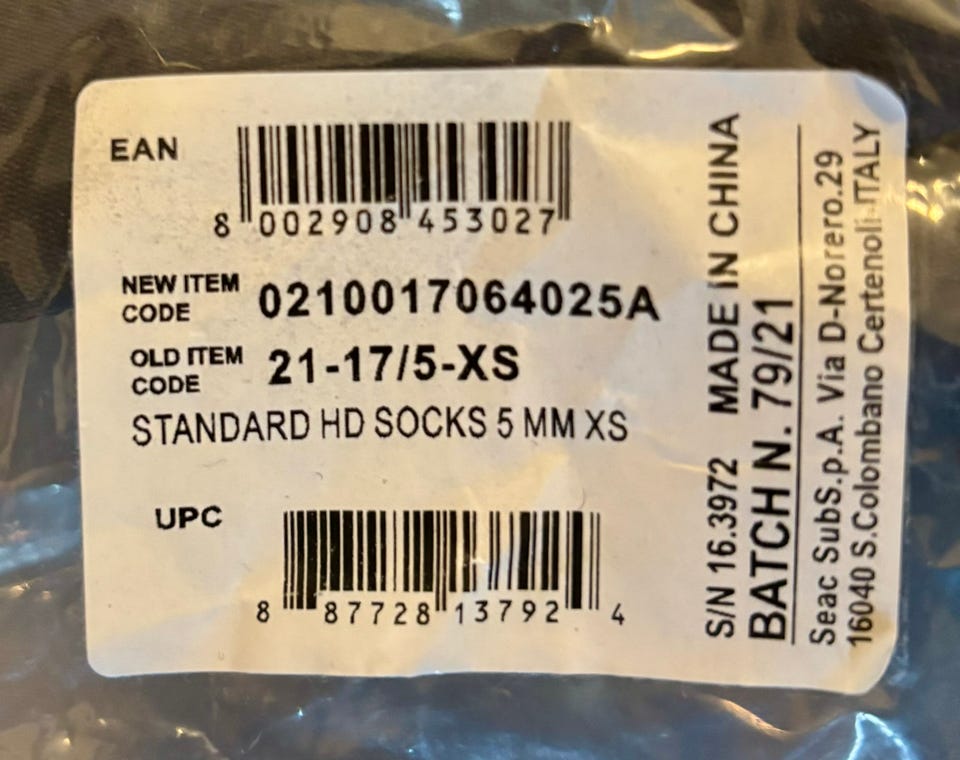 EAN
8 002908 453027
NEW ITEM
CODE
0210017064025A
OLD ITEM
CODE
21-17/5-XS
STANDARD HD SOCKS 5 MM XS
UPC
8 87728 13792 4
S/N 16.3972 MADE IN CHINA
BATCH N. 79/21
Seac SubS.p.A. Via D-Norero.29
16040 S.Colombano Certenoli-ITALY